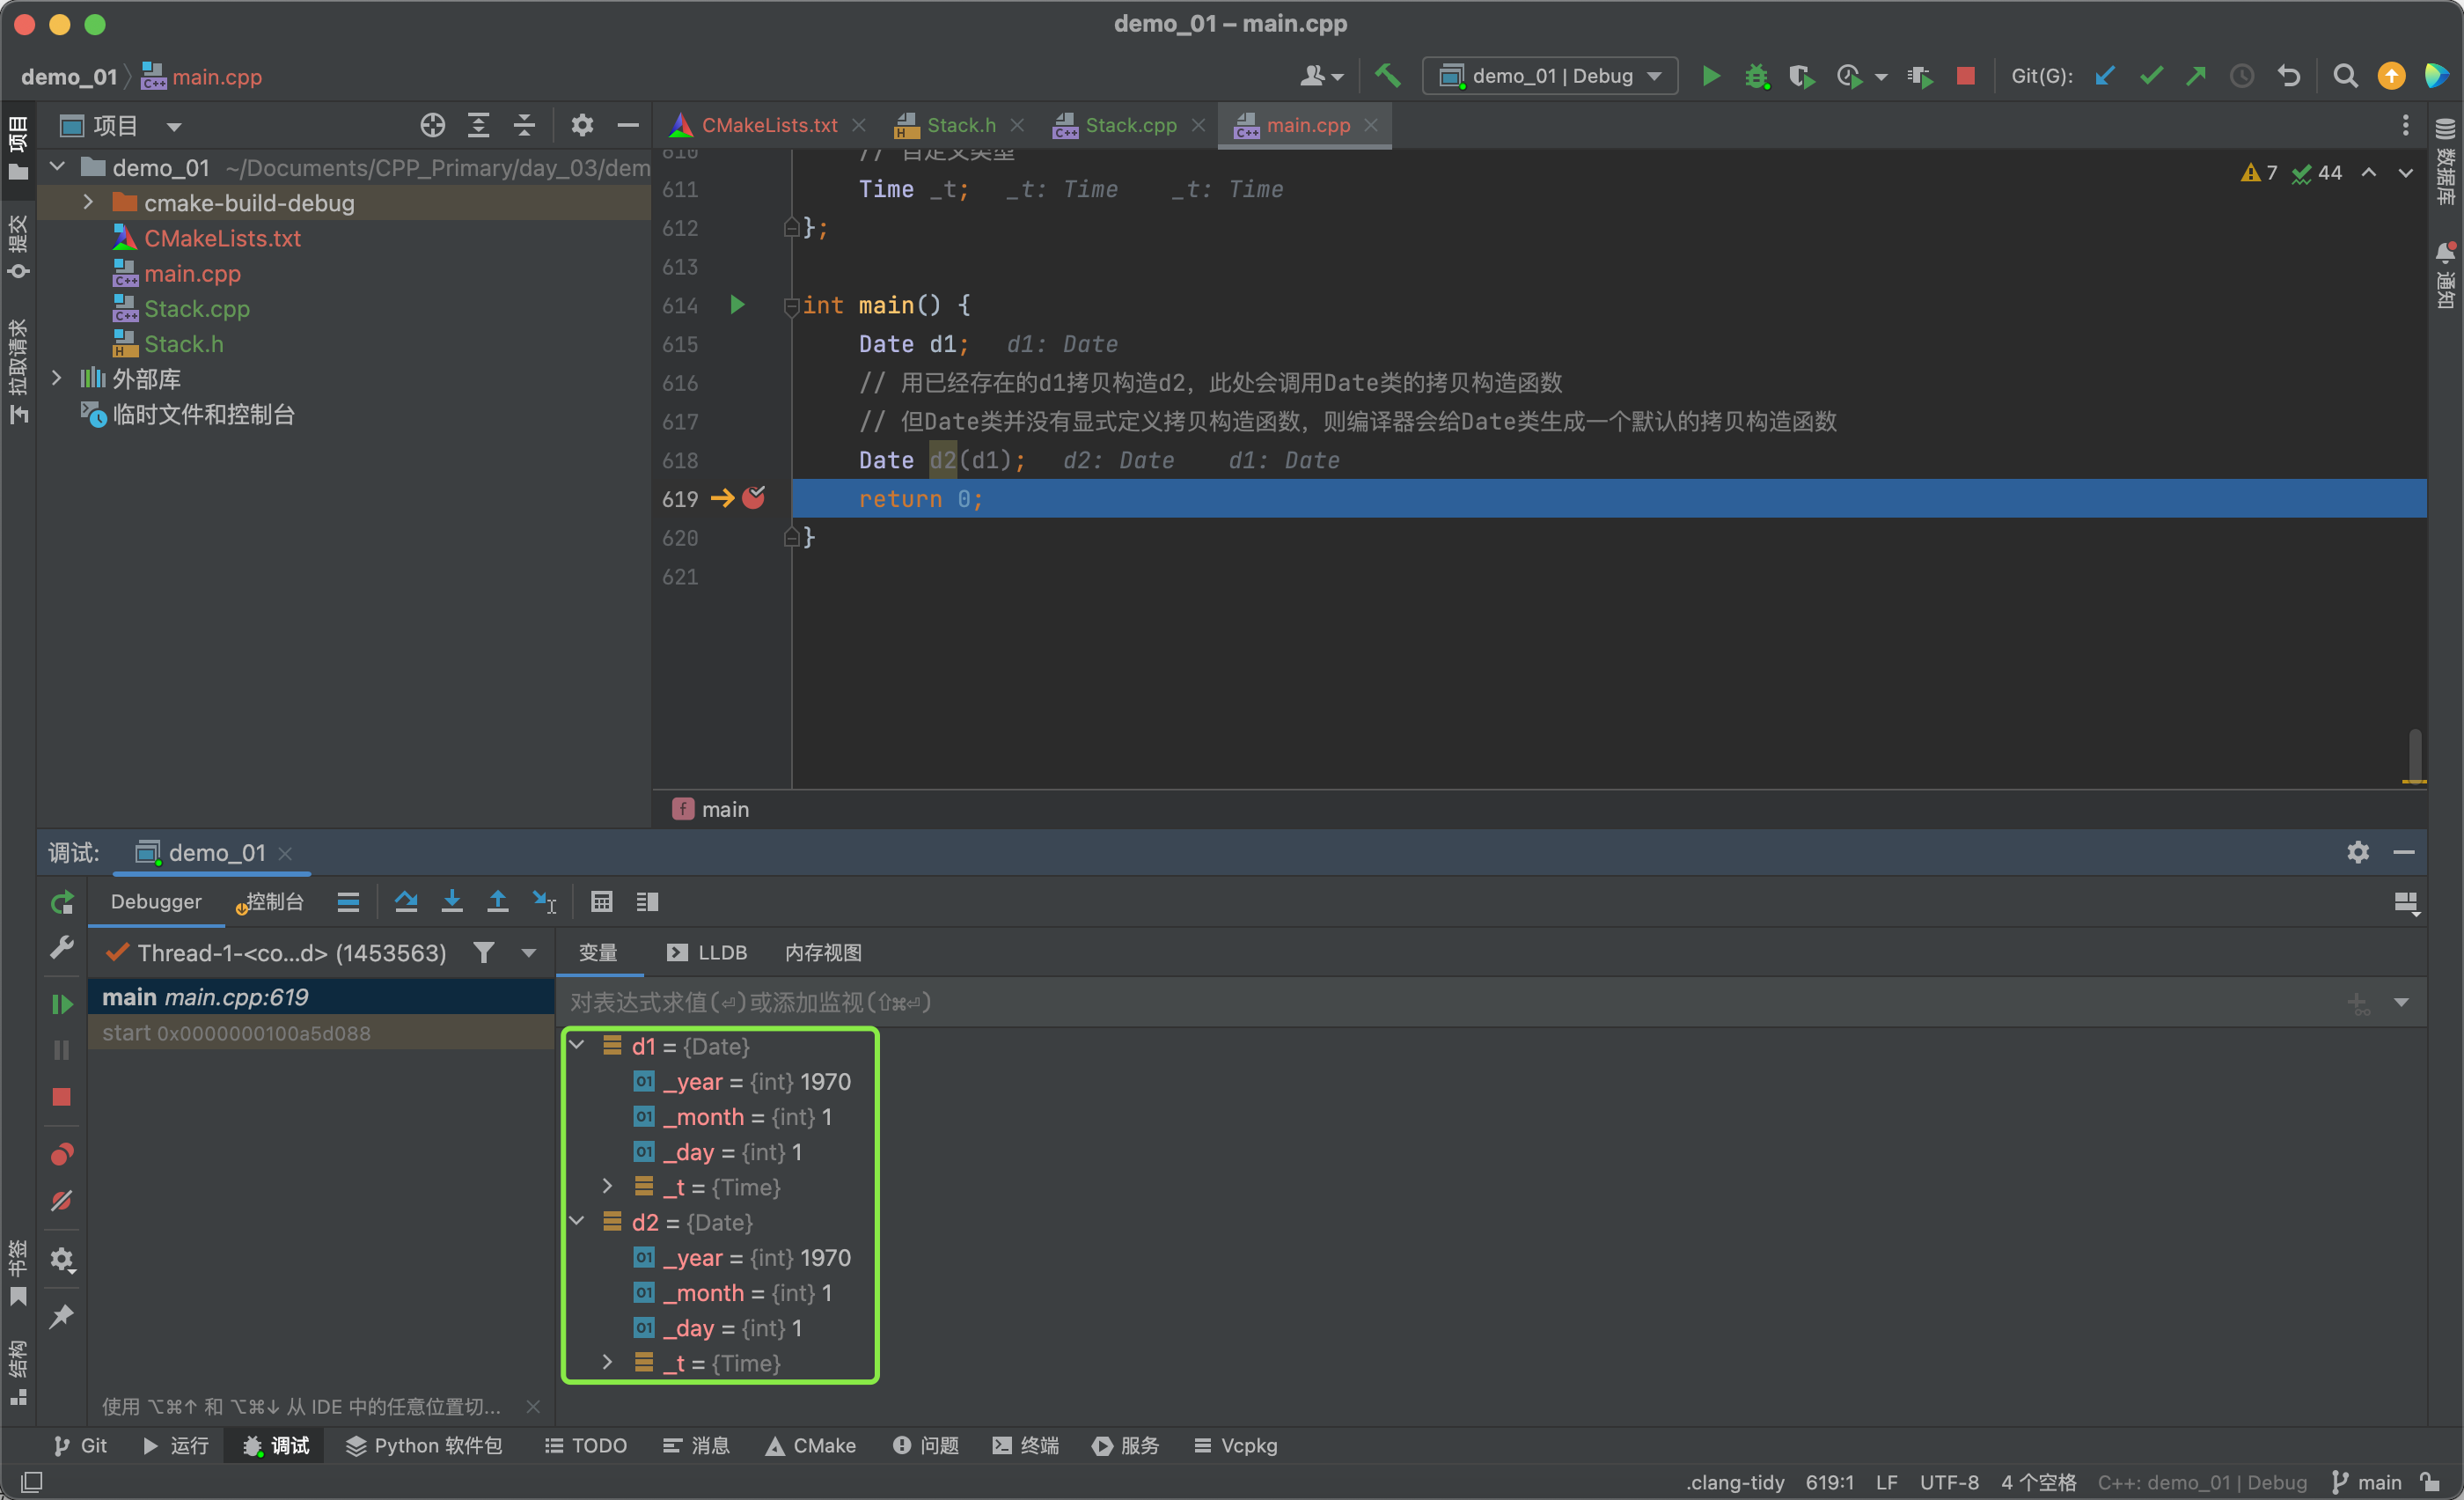 demo_01 – main.cpp
demo_01 main.cpp
demo_01 | Debug
Git(G):
项目
CMakeLists.txt
Stack.h
Stack.cpp
main.cpp
demo_01 ~/Documents/CPP_Primary/day_03/dem
cmake-build-debug
CMakeLists.txt
main.cpp
Stack.cpp
Stack.h
外部库
临时文件和控制台
项目
提交
拉取请求
书签
结构
数据库
通知
7 44
610 // 自定义类型
611 Time _t; _t: Time _t: Time
612 };
613
614 int main() {
615 Date d1; d1: Date
616 // 用已经存在的d1拷贝构造d2，此处会调用Date类的拷贝构造函数
617 // 但Date类并没有显式定义拷贝构造函数，则编译器会给Date类生成一个默认的拷贝构造函数
618 Date d2(d1); d2: Date d1: Date
619 return 0;
620 }
621
f main
调试: demo_01
Debugger 控制台
Thread-1-<co...d> (1453563)
变量 LLDB 内存视图
main main.cpp:619
start 0x0000000100a5d088
对表达式求值(⏎)或添加监视(⇧⌘⏎)
d1 = {Date}
01 _year = {int} 1970
01 _month = {int} 1
01 _day = {int} 1
_t = {Time}
d2 = {Date}
01 _year = {int} 1970
01 _month = {int} 1
01 _day = {int} 1
_t = {Time}
使用 ⌥⌘↑ 和 ⌥⌘↓ 从 IDE 中的任意位置切...
Git 运行 调试 Python 软件包 TODO 消息 CMake 问题 终端 服务 Vcpkg
.clang-tidy 619:1 LF UTF-8 4 个空格 C++: demo_01 | Debug main